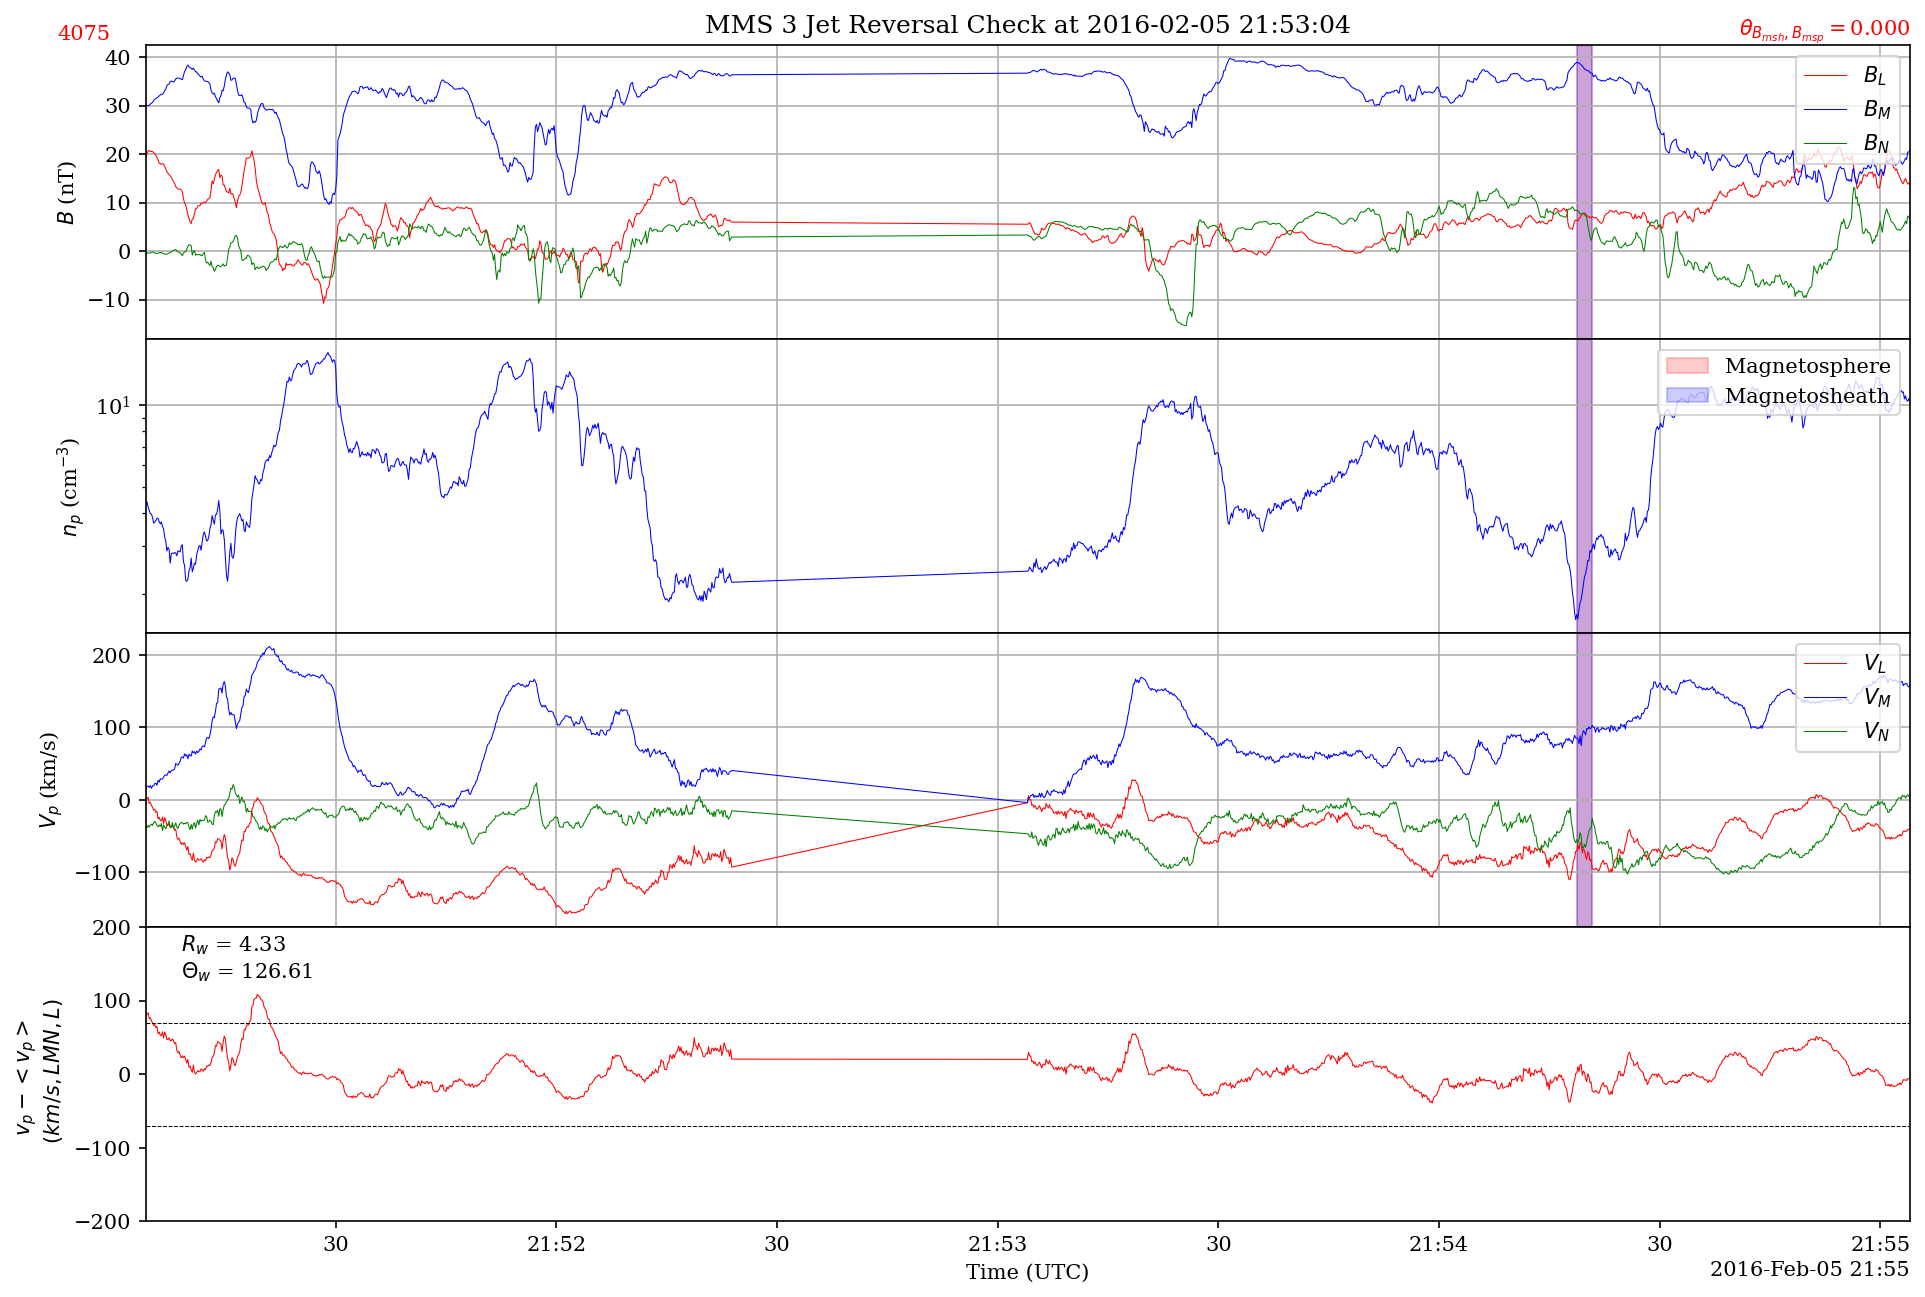 MMS 3 Jet Reversal Check at 2016-02-05 21:53:04
4075
θ_{B_{msh}, B_{msp}} = 0.000
40
30
20
10
0
−10
B (nT)
B_L
B_M
B_N
10^1
n_p (cm^{−3})
Magnetosphere
Magnetosheath
200
100
0
−100
V_p (km/s)
V_L
V_M
V_N
200
100
0
−100
−200
v_p − <v_p>
(km/s, LMN, L)
R_w = 4.33
Θ_w = 126.61
30 21:52 30 21:53 30 21:54 30 21:55
Time (UTC)
2016-Feb-05 21:55